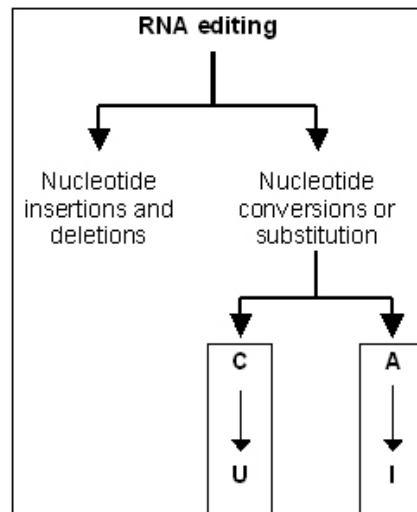 RNA editing
Nucleotide
insertions and
deletions
Nucleotide
conversions or
substitution
C
U
A
I